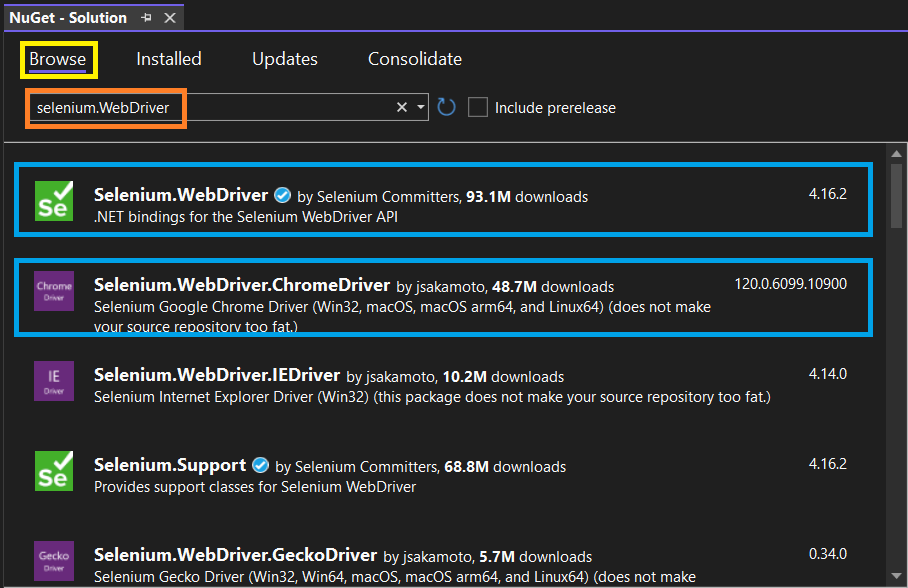 NuGet - Solution
Browse Installed Updates Consolidate
selenium.WebDriver Include prerelease
Se Selenium.WebDriver by Selenium Committers, 93.1M downloads 4.16.2
.NET bindings for the Selenium WebDriver API
Chrome Driver Selenium.WebDriver.ChromeDriver by jsakamoto, 48.7M downloads 120.0.6099.10900
Selenium Google Chrome Driver (Win32, macOS, macOS arm64, and Linux64) (does not make
your source repository too fat.)
IE Driver Selenium.WebDriver.IEDriver by jsakamoto, 10.2M downloads 4.14.0
Selenium Internet Explorer Driver (Win32) (this package does not make your source repository too fat.)
Se Selenium.Support by Selenium Committers, 68.8M downloads 4.16.2
Provides support classes for Selenium WebDriver
Gecko Driver Selenium.WebDriver.GeckoDriver by jsakamoto, 5.7M downloads 0.34.0
Selenium Gecko Driver (Win32, Win64, macOS, macOS arm64, and Linux64) (does not make